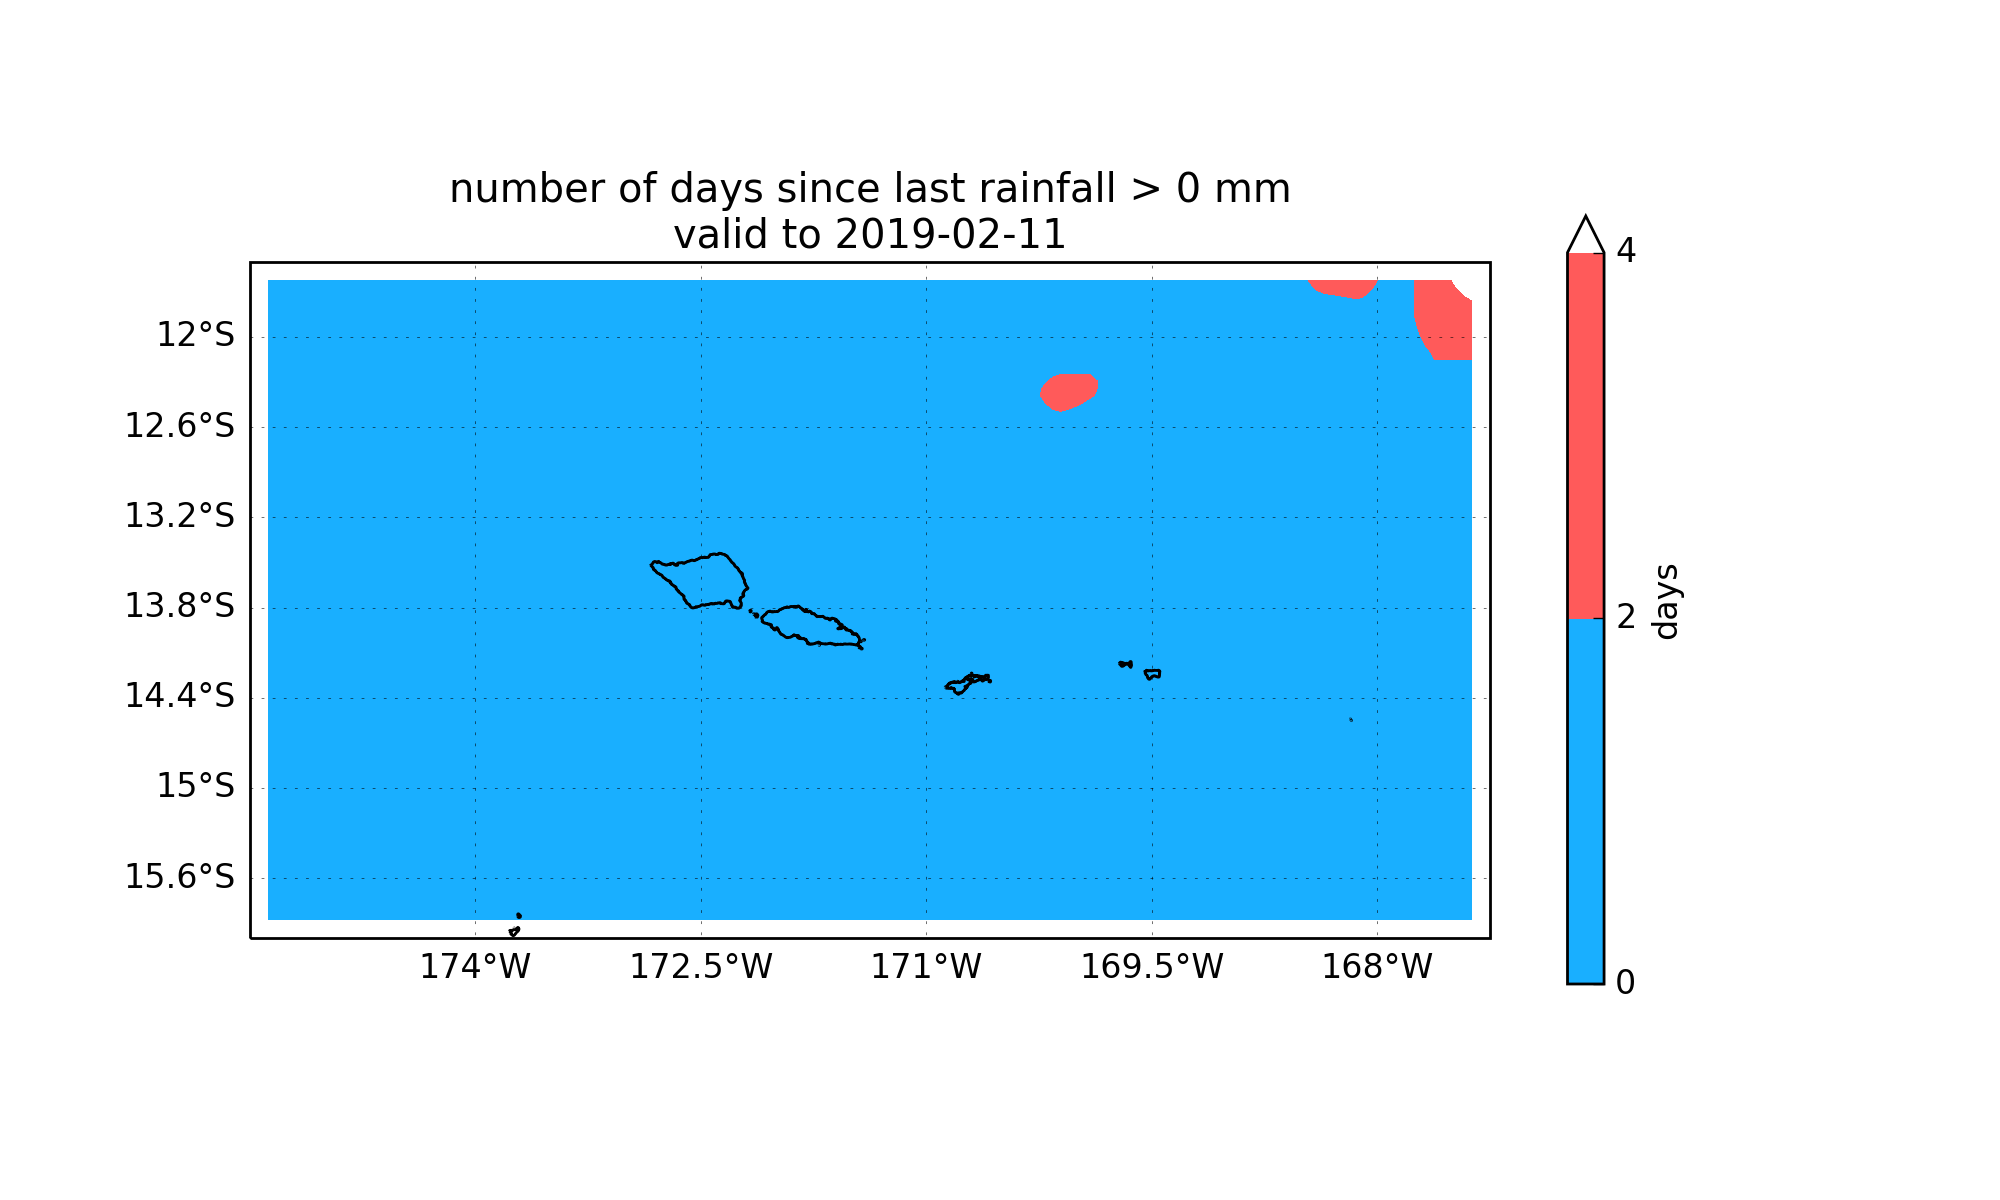 number of days since last rainfall > 0 mm
valid to 2019-02-11
12°S
12.6°S
13.2°S
13.8°S
14.4°S
15°S
15.6°S
174°W 172.5°W 171°W 169.5°W 168°W
4
2
0
days